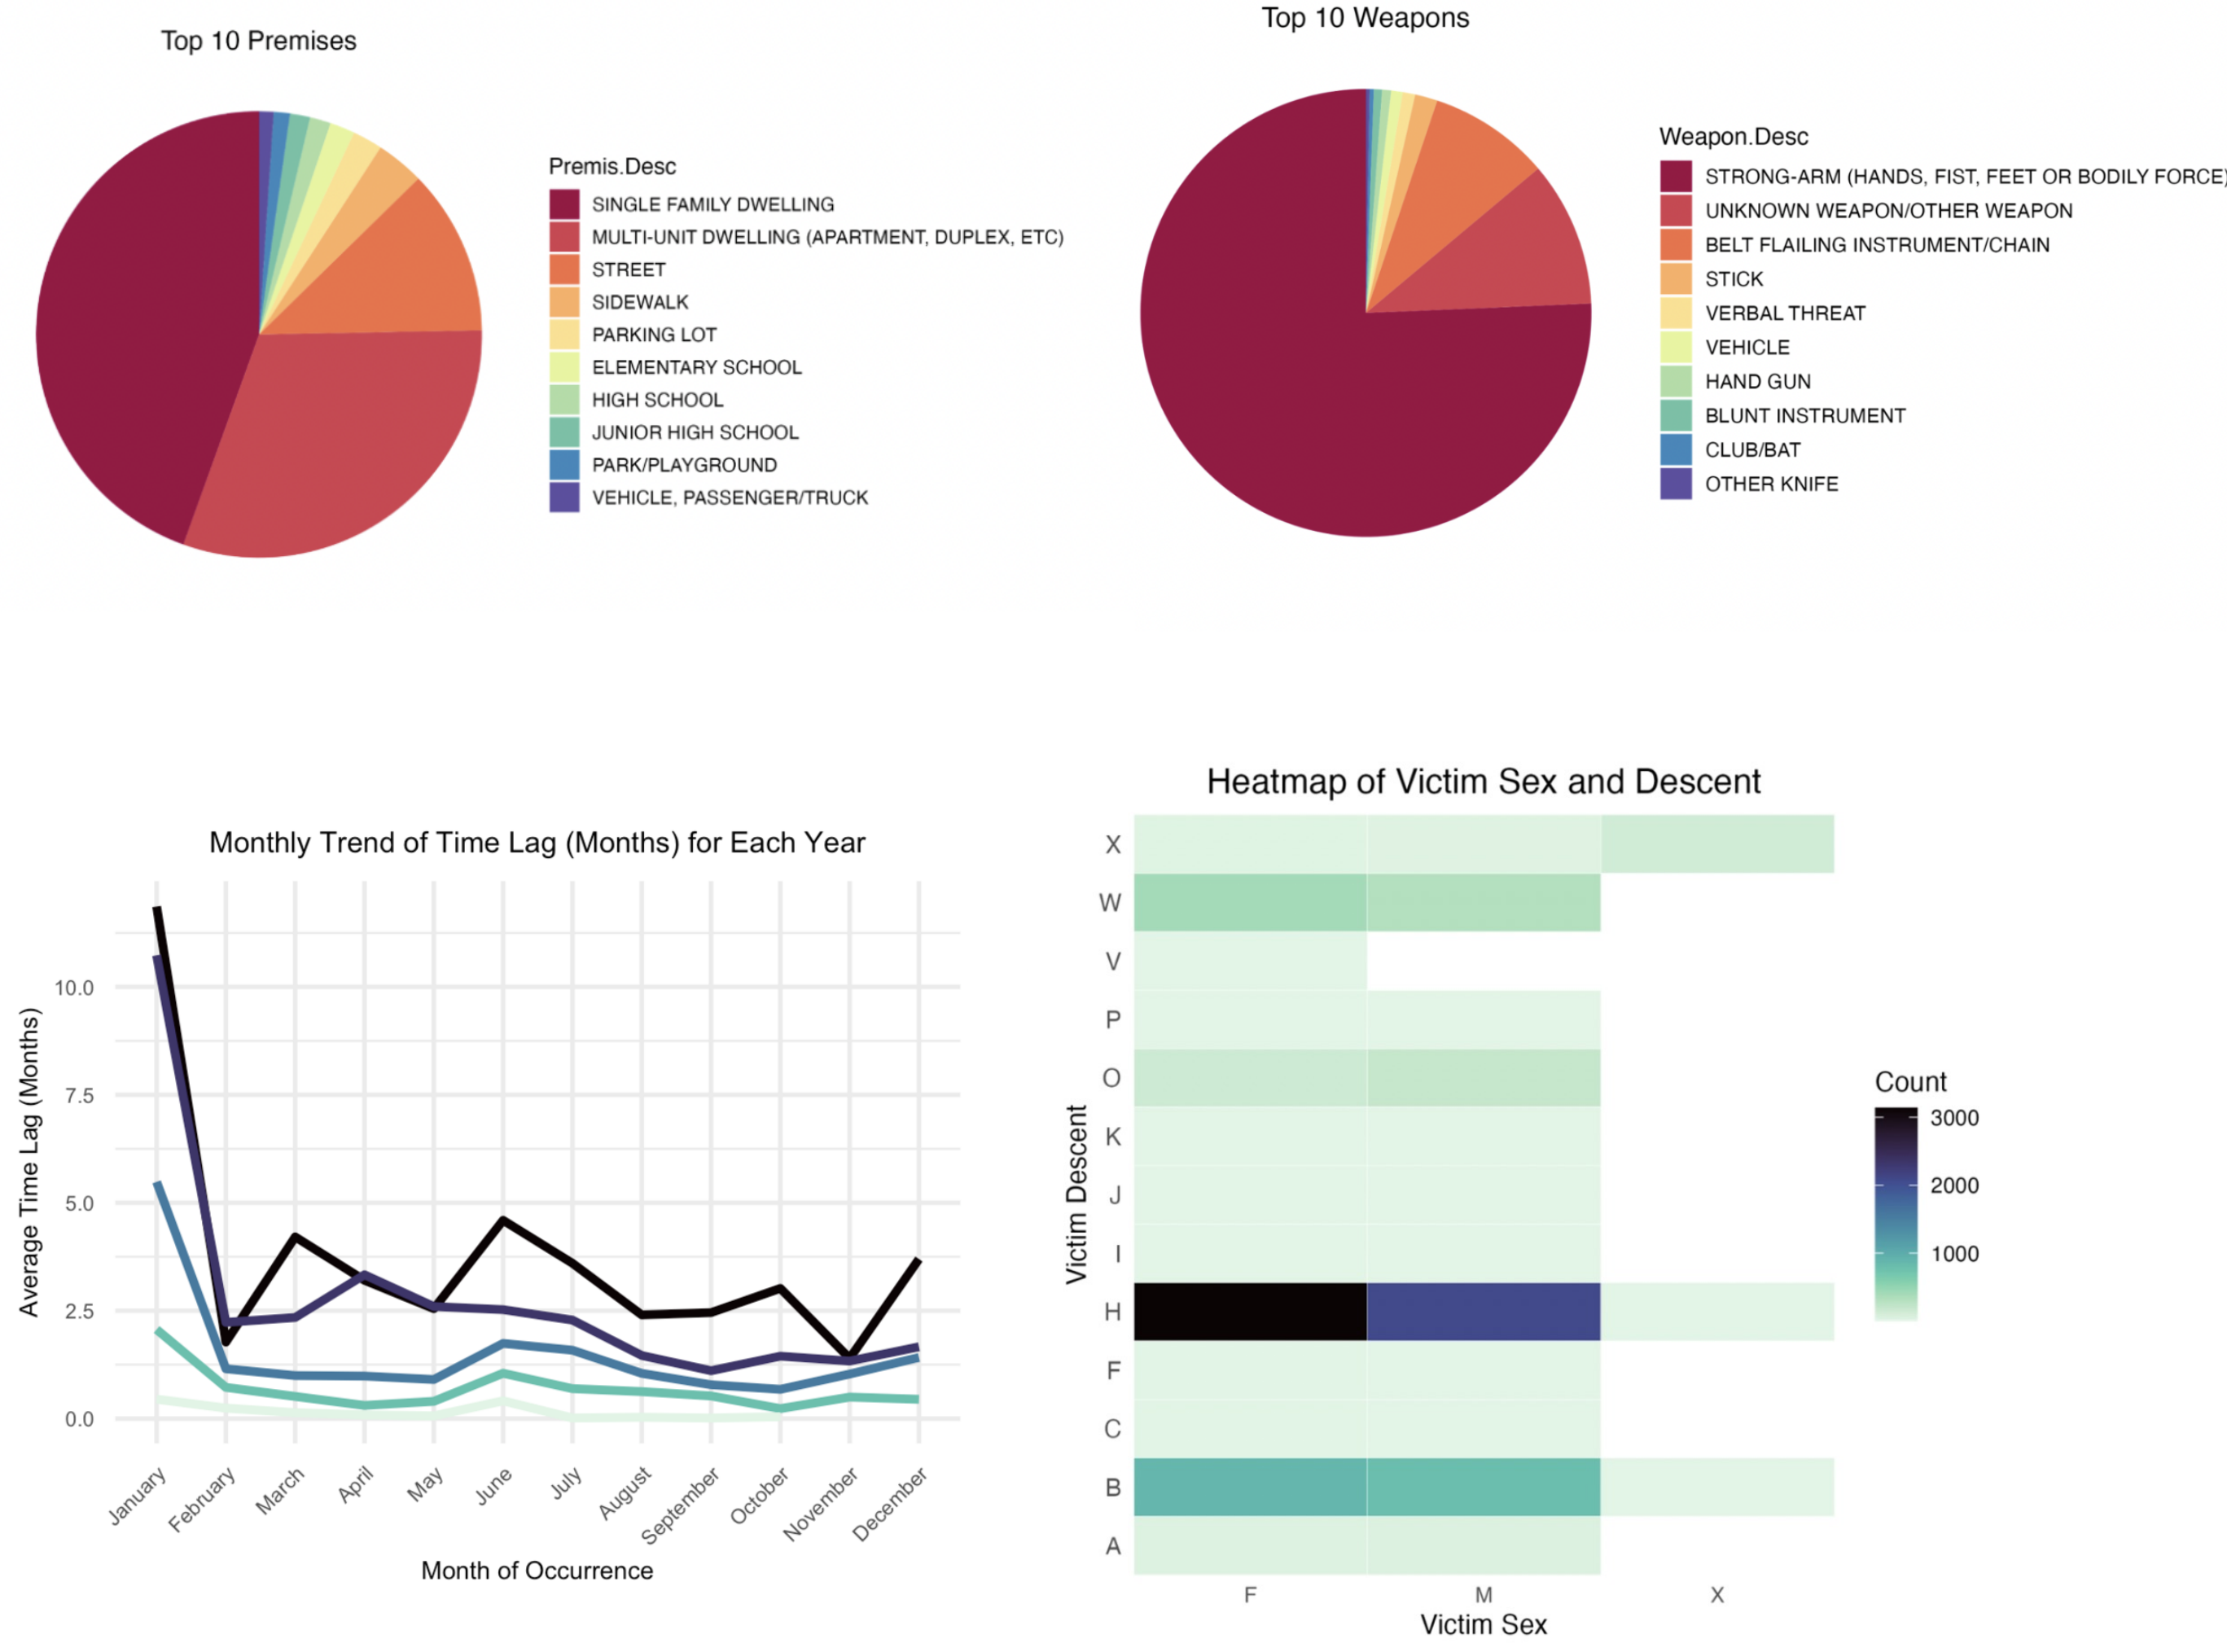 Top 10 Premises
Premis.Desc
SINGLE FAMILY DWELLING
MULTI-UNIT DWELLING (APARTMENT, DUPLEX, ETC)
STREET
SIDEWALK
PARKING LOT
ELEMENTARY SCHOOL
HIGH SCHOOL
JUNIOR HIGH SCHOOL
PARK/PLAYGROUND
VEHICLE, PASSENGER/TRUCK
Top 10 Weapons
Weapon.Desc
STRONG-ARM (HANDS, FIST, FEET OR BODILY FORCE)
UNKNOWN WEAPON/OTHER WEAPON
BELT FLAILING INSTRUMENT/CHAIN
STICK
VERBAL THREAT
VEHICLE
HAND GUN
BLUNT INSTRUMENT
CLUB/BAT
OTHER KNIFE
Monthly Trend of Time Lag (Months) for Each Year
Average Time Lag (Months)
10.0
7.5
5.0
2.5
0.0
January
February
March
April
May
June
July
August
September
October
November
December
Month of Occurrence
Heatmap of Victim Sex and Descent
Victim Descent
X
W
V
P
O
K
J
I
H
F
C
B
A
F
M
X
Victim Sex
Count
3000
2000
1000